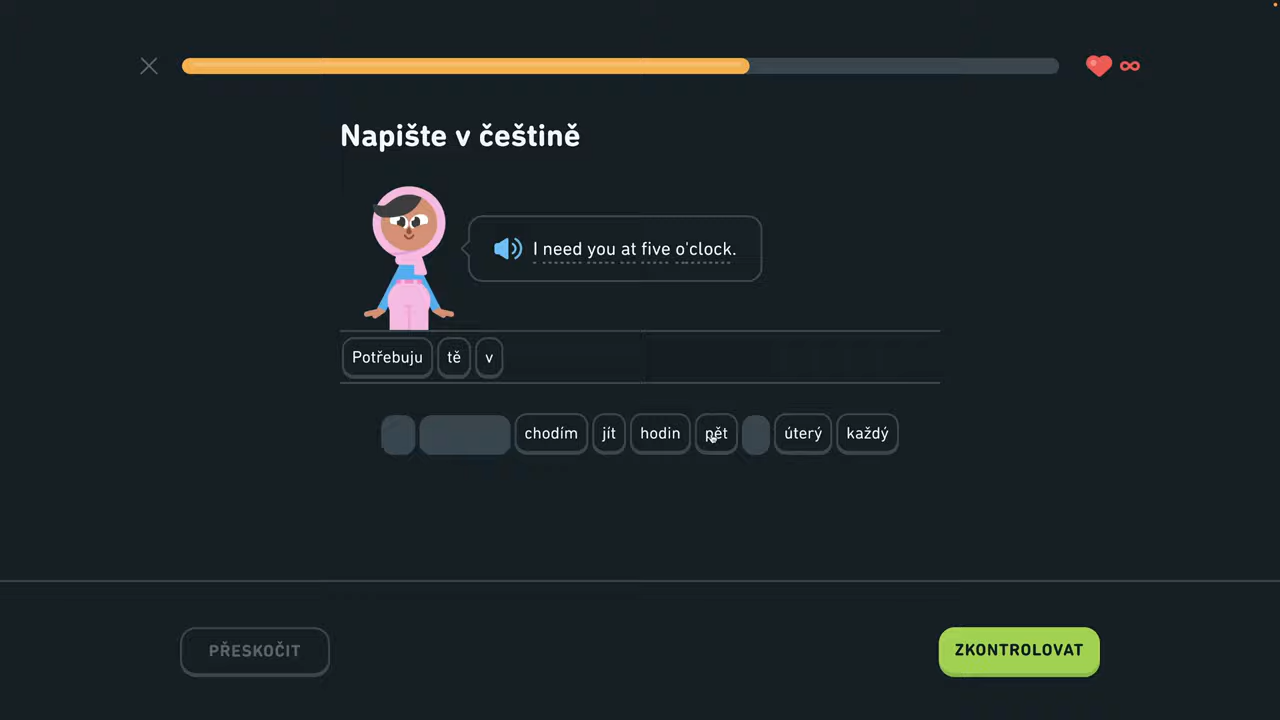 Napište v češtině
I need you at five o'clock.
Potřebuju tě v
chodím jít hodin pět úterý každý
PŘESKOČIT
ZKONTROLOVAT